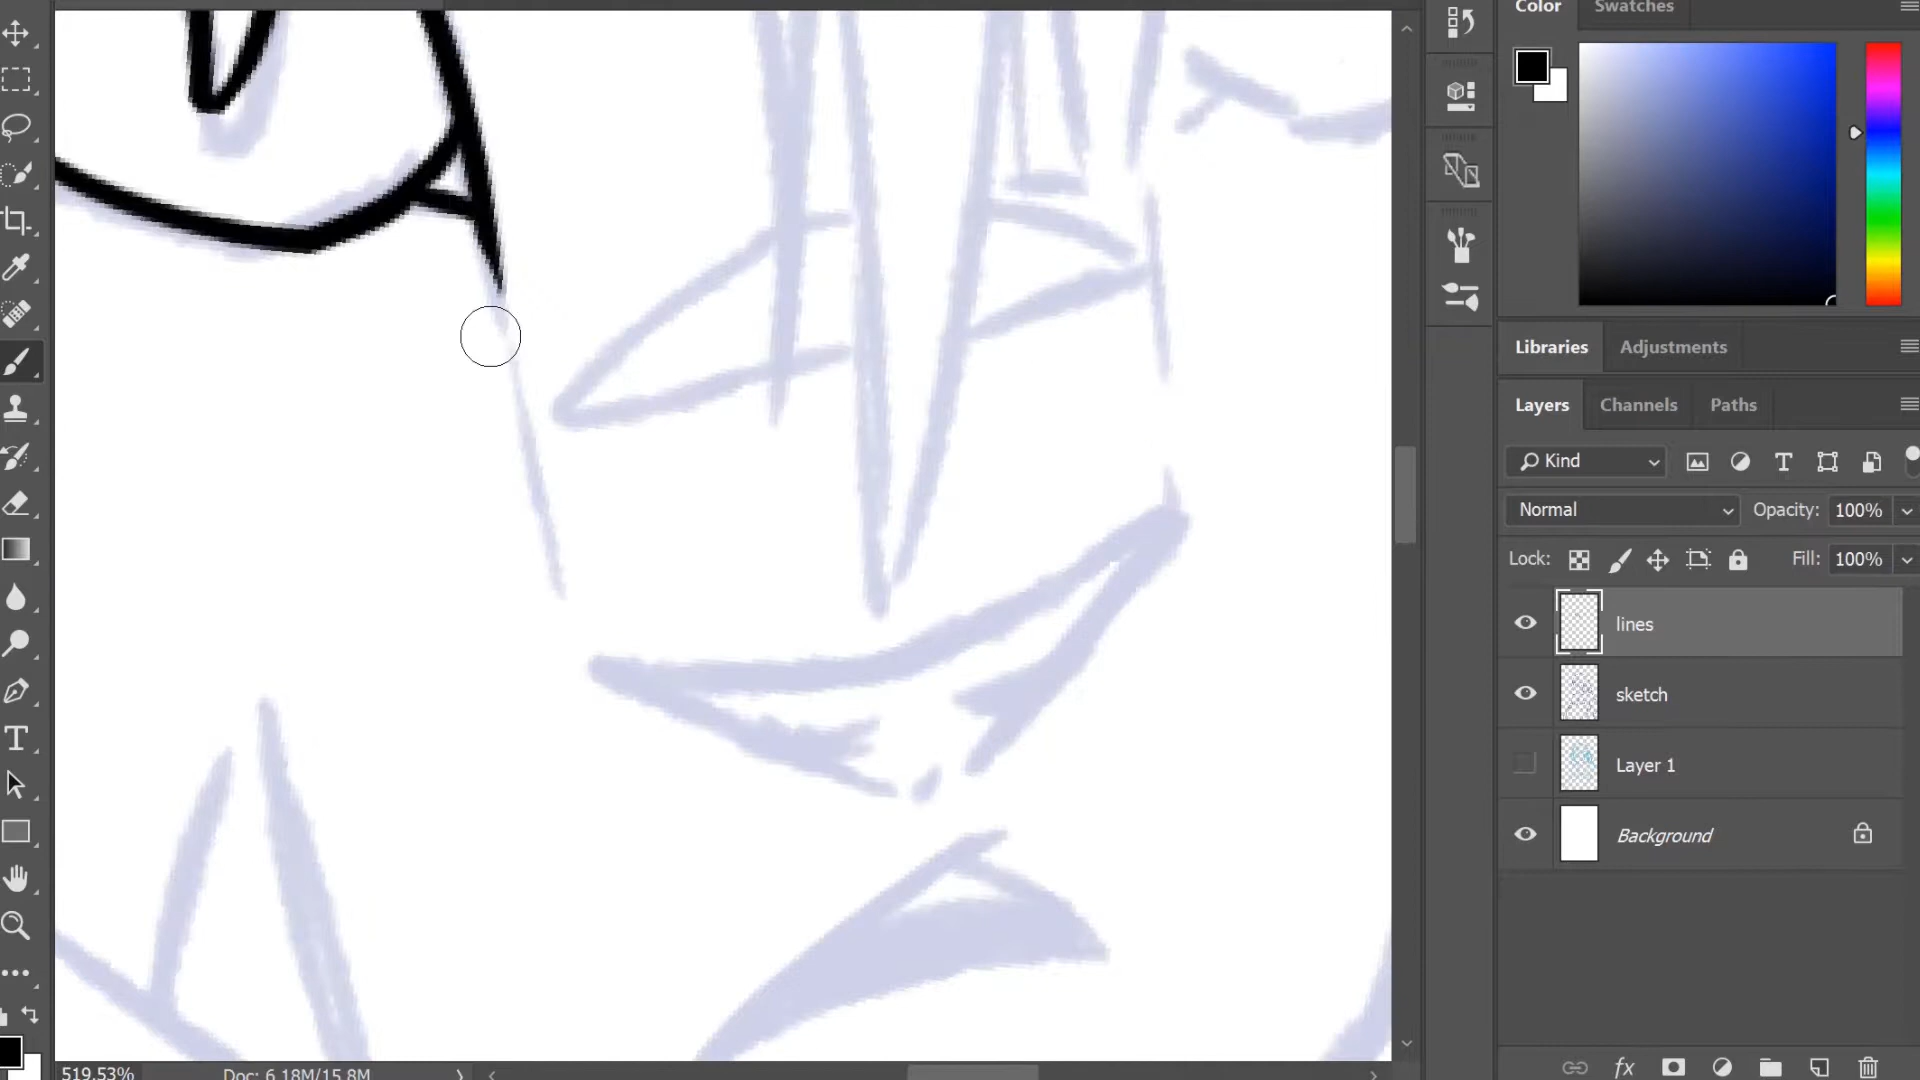 Color Swatches
Libraries Adjustments
Layers Channels Paths
Kind
Normal Opacity: 100%
Lock: Fill: 100%
lines
sketch
Layer 1
Background
fx
519.53% Doc: 6.18M/15.8M